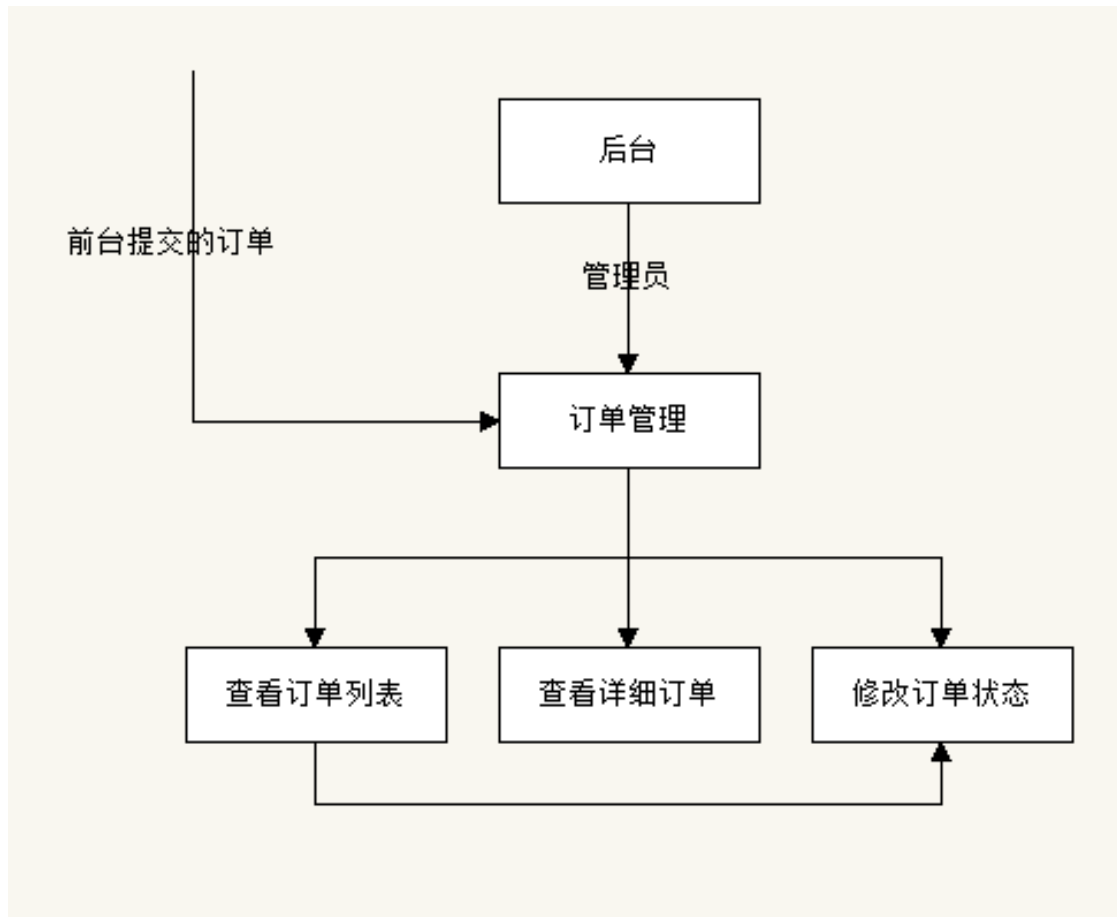 后台
前台提交的订单
管理员
订单管理
查看订单列表
查看详细订单
修改订单状态